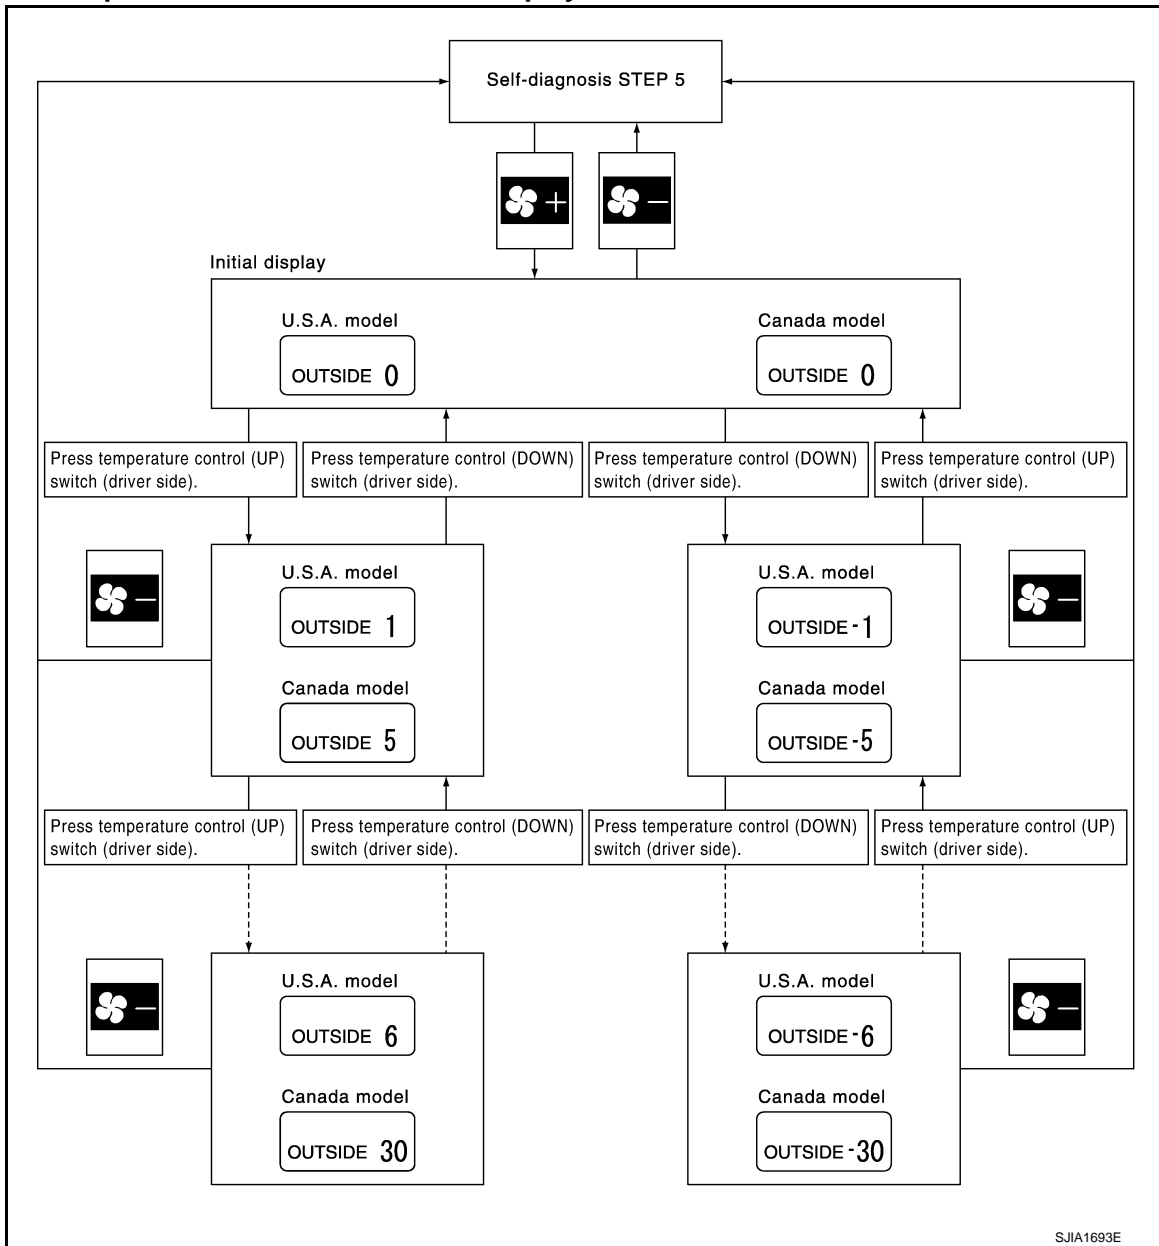 Self-diagnosis STEP 5
Initial display
U.S.A. model
Canada model
OUTSIDE 0
OUTSIDE 0
Press temperature control (UP)
switch (driver side).
Press temperature control (DOWN)
switch (driver side).
Press temperature control (DOWN)
switch (driver side).
Press temperature control (UP)
switch (driver side).
U.S.A. model
OUTSIDE 1
Canada model
OUTSIDE 5
U.S.A. model
OUTSIDE -1
Canada model
OUTSIDE -5
Press temperature control (UP)
switch (driver side).
Press temperature control (DOWN)
switch (driver side).
Press temperature control (DOWN)
switch (driver side).
Press temperature control (UP)
switch (driver side).
U.S.A. model
OUTSIDE 6
Canada model
OUTSIDE 30
U.S.A. model
OUTSIDE -6
Canada model
OUTSIDE -30
SJIA1693E